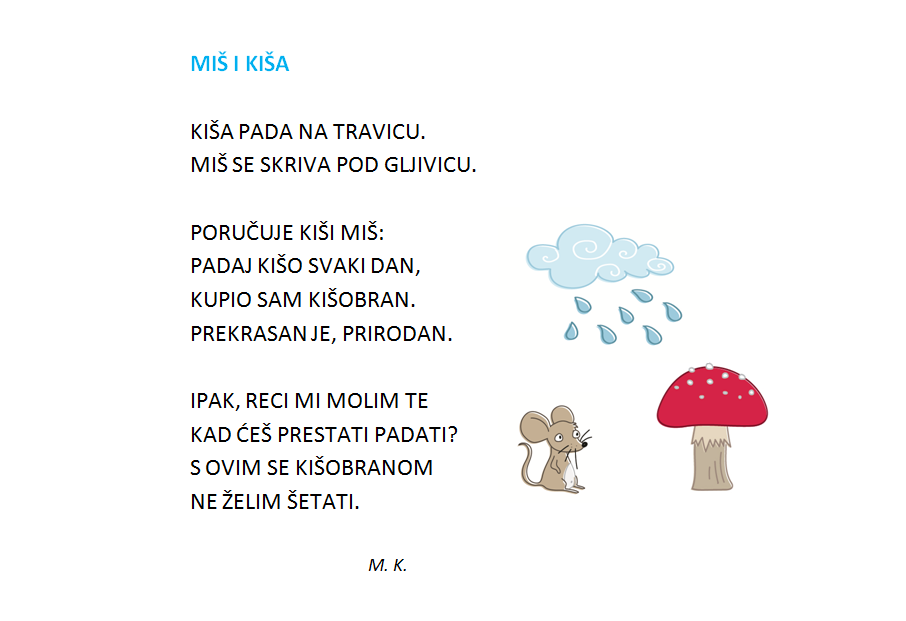 MIŠ I KIŠA
KIŠA PADA NA TRAVICU.
MIŠ SE SKRIVA POD GLJIVICU.
PORUČUJE KIŠI MIŠ:
PADAJ KIŠO SVAKI DAN,
KUPIO SAM KIŠOBRAN.
PREKRASAN JE, PRIRODAN.
IPAK, RECI MI MOLIM TE
KAD ĆEŠ PRESTATI PADATI?
S OVIM SE KIŠOBRANOM
NE ŽELIM ŠETATI.
M. K.